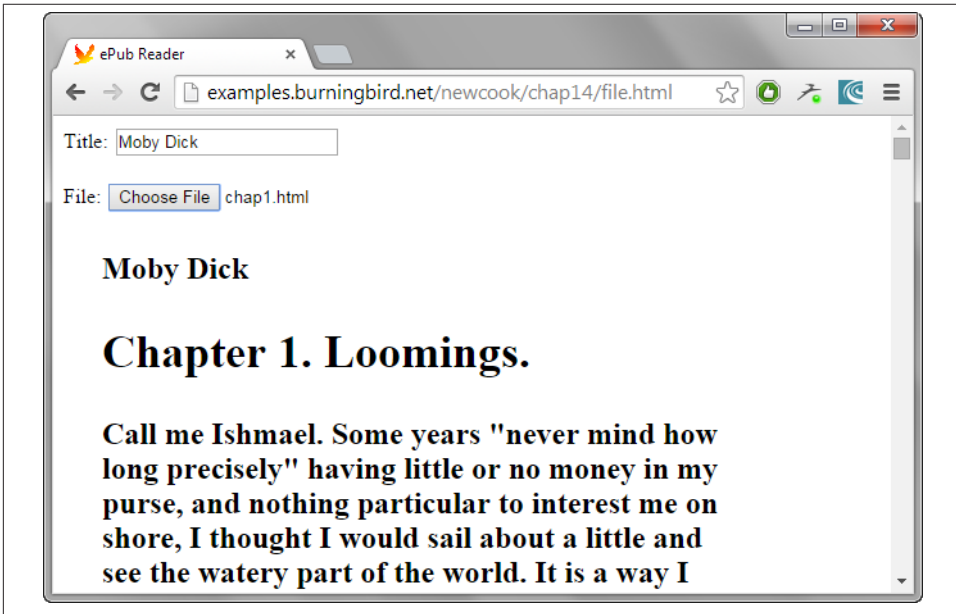 ePub Reader
examples.burningbird.net/newcook/chap14/file.html
Title: Moby Dick
File: Choose File chap1.html
Moby Dick
Chapter 1. Loomings.
Call me Ishmael. Some years "never mind how
long precisely" having little or no money in my
purse, and nothing particular to interest me on
shore, I thought I would sail about a little and
see the watery part of the world. It is a way I